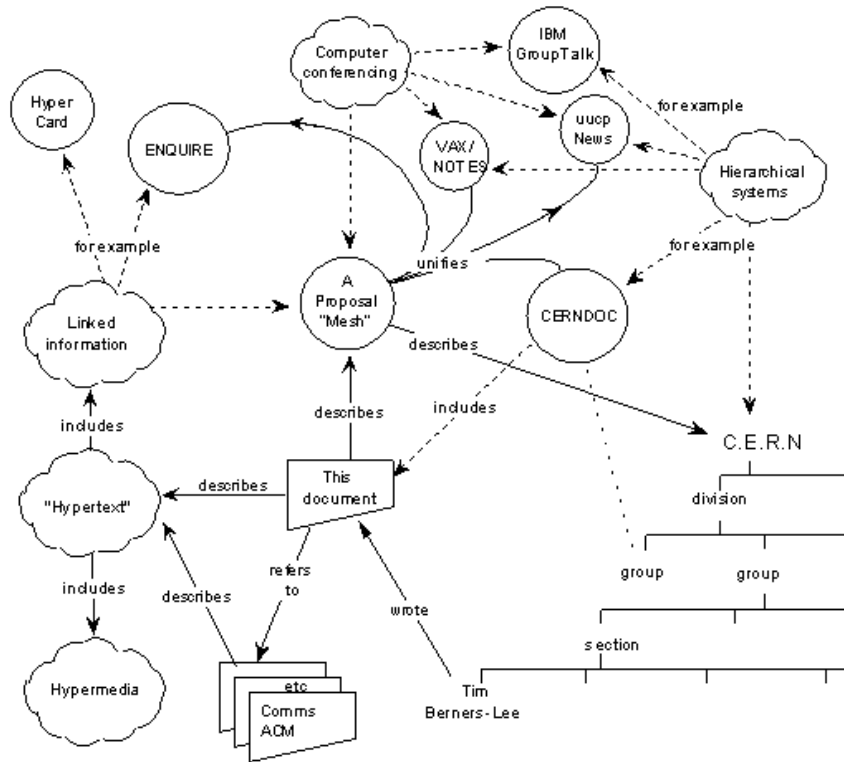 IBM
GroupTalk
Computer
conferencing
Hyper
Card
ENQUIRE
VAX/
NOTES
uucp
News
for example
Hierarchical
systems
for example
unifies
for example
A
Proposal
"Mesh"
CERNDOC
Linked
information
describes
includes
describes
includes
C.E.R.N
This
document
describes
"Hypertext"
division
includes
refers
to
describes
group
group
wrote
section
Hypermedia
etc
Comms
ACM
Tim
Berners-Lee